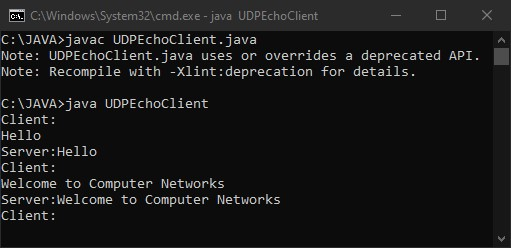 C:\Windows\System32\cmd.exe - java UDPEchoClient
C:\JAVA>javac UDPEchoClient.java
Note: UDPEchoClient.java uses or overrides a deprecated API.
Note: Recompile with -Xlint:deprecation for details.
C:\JAVA>java UDPEchoClient
Client:
Hello
Server:Hello
Client:
Welcome to Computer Networks
Server:Welcome to Computer Networks
Client: